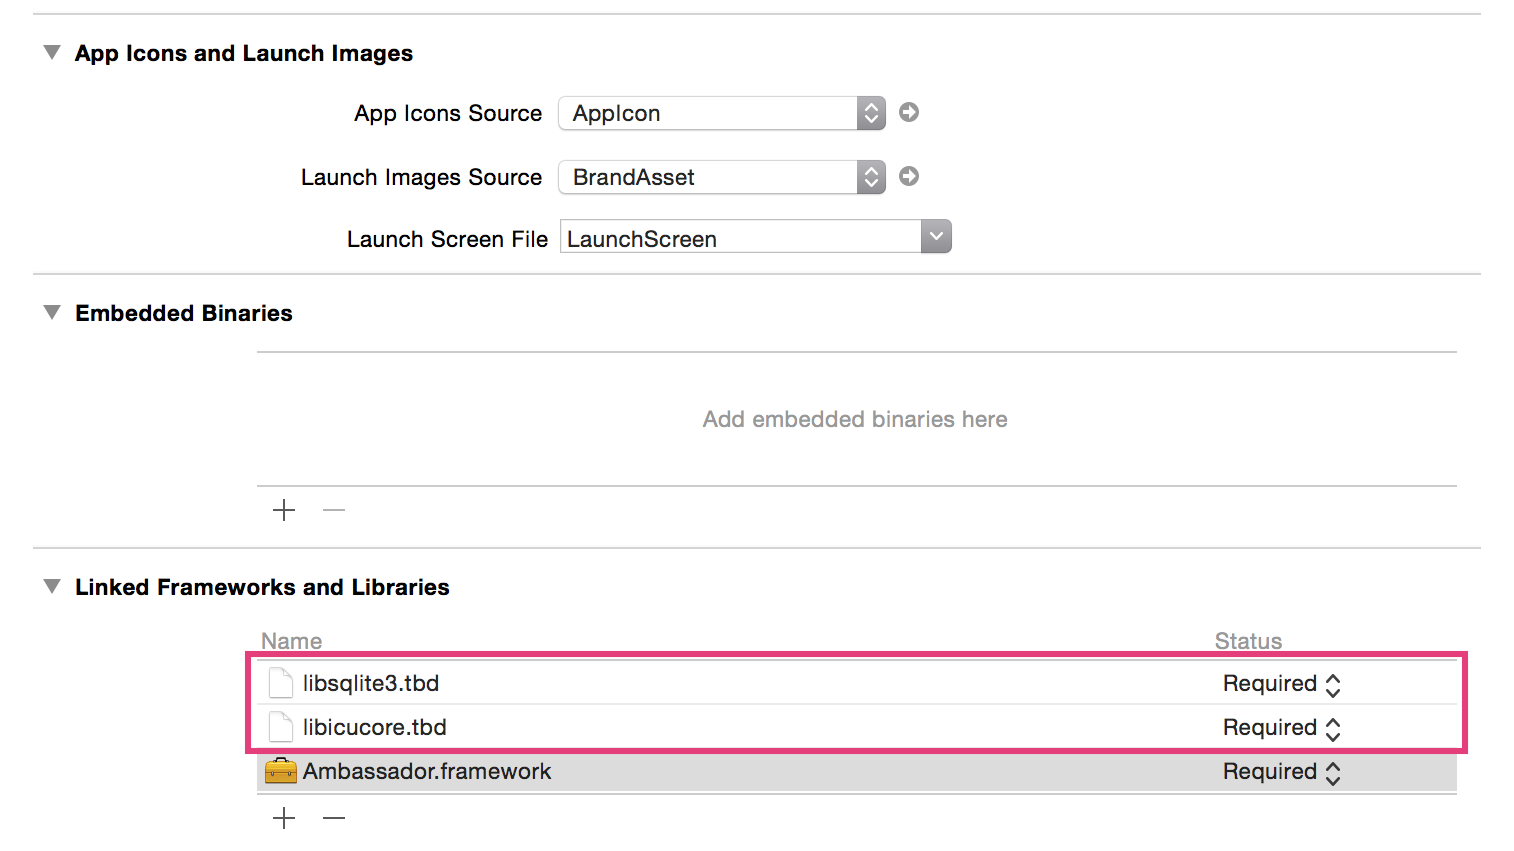 App Icons and Launch Images
App Icons Source AppIcon
Launch Images Source BrandAsset
Launch Screen File LaunchScreen
Embedded Binaries
Add embedded binaries here
Linked Frameworks and Libraries
Name Status
libsqlite3.tbd Required
libicucore.tbd Required
Ambassador.framework Required